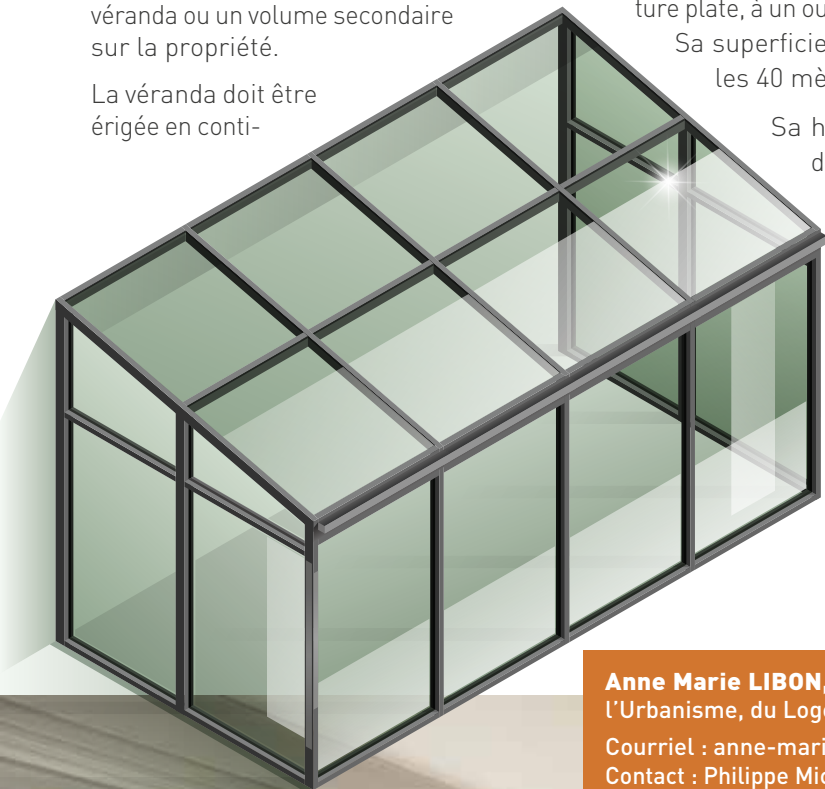 véranda ou un volume secondaire
sur la propriété.
La véranda doit être
érigée en conti-
ture plate, à un ou
Sa superficie
les 40 mè
Sa h
d
Anne Marie LIBON,
l'Urbanisme, du Loge
Courriel : anne-mari
Contact : Philippe Mic